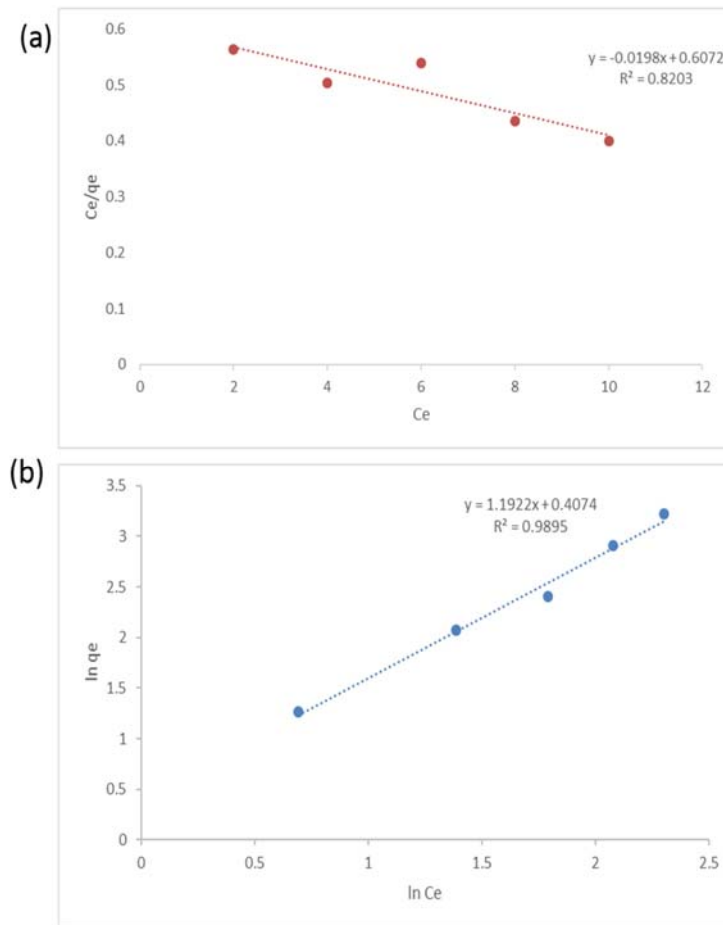 (a)
0.6
0.5
0.4
0.3
0.2
0.1
0
Ce/qe
y = -0.0198x + 0.6072
R² = 0.8203
0 2 4 6 8 10 12
Ce
(b)
3.5
3
2.5
2
1.5
1
0.5
0
ln qe
y = 1.1922x + 0.4074
R² = 0.9895
0 0.5 1 1.5 2 2.5
ln Ce